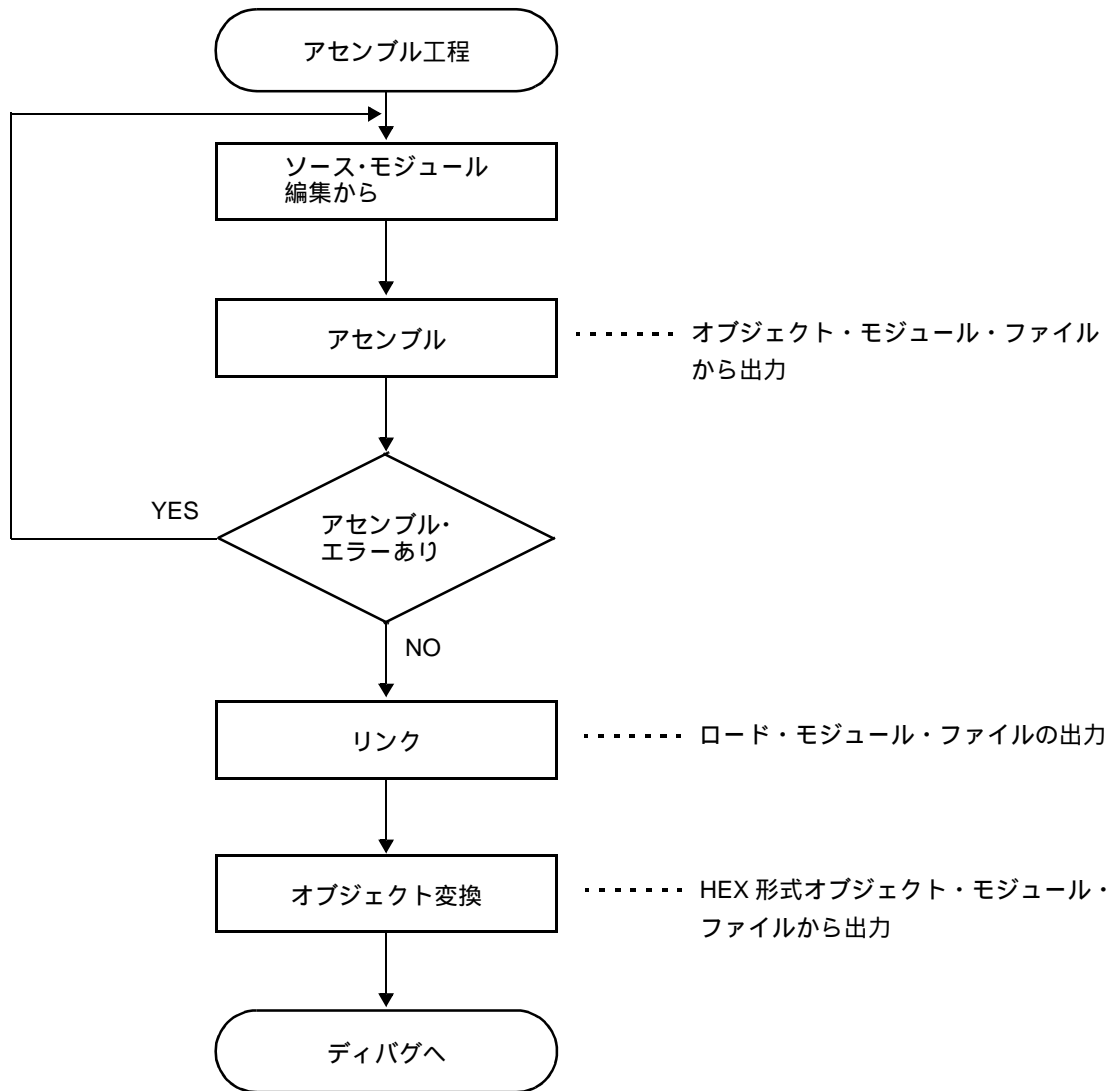 アセンブル工程
ソース・モジュール
編集から
アセンブル
オブジェクト・モジュール・ファイル
から出力
YES
アセンブル・
エラーあり
NO
リンク
ロード・モジュール・ファイルの出力
オブジェクト変換
HEX 形式オブジェクト・モジュール・
ファイルから出力
ディバグへ